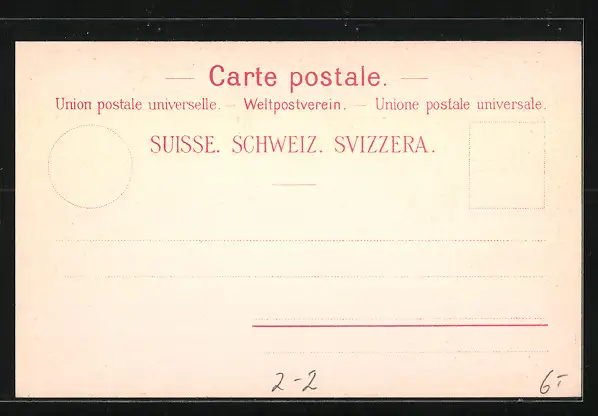 — Carte postale. —
Union postale universelle. — Weltpostverein. — Unione postale universale.
SUISSE. SCHWEIZ. SVIZZERA.
2-2
6-